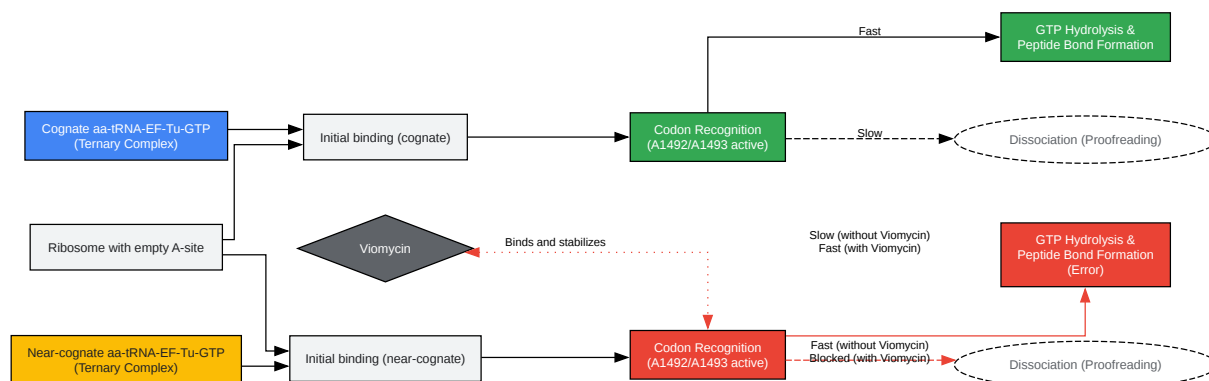 Fast
GTP Hydrolysis &
Peptide Bond Formation
Cognate aa-tRNA-EF-Tu-GTP
(Ternary Complex)
Initial binding (cognate)
Codon Recognition
(A1492/A1493 active)
Slow
Dissociation (Proofreading)
Ribosome with empty A-site
Viomycin
Binds and stabilizes
Slow (without Viomycin)
Fast (with Viomycin)
GTP Hydrolysis &
Peptide Bond Formation
(Error)
Near-cognate aa-tRNA-EF-Tu-GTP
(Ternary Complex)
Initial binding (near-cognate)
Codon Recognition
(A1492/A1493 active)
Fast (without Viomycin)
Blocked (with Viomycin)
Dissociation (Proofreading)